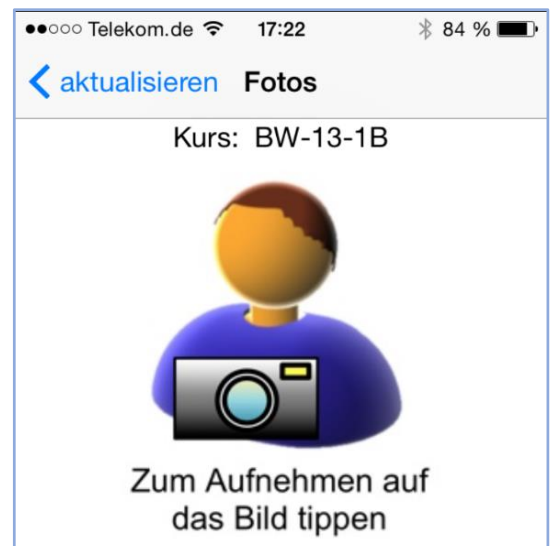 Telekom.de 17:22 84 %
aktualisieren Fotos
Kurs: BW-13-1B
Zum Aufnehmen auf
das Bild tippen